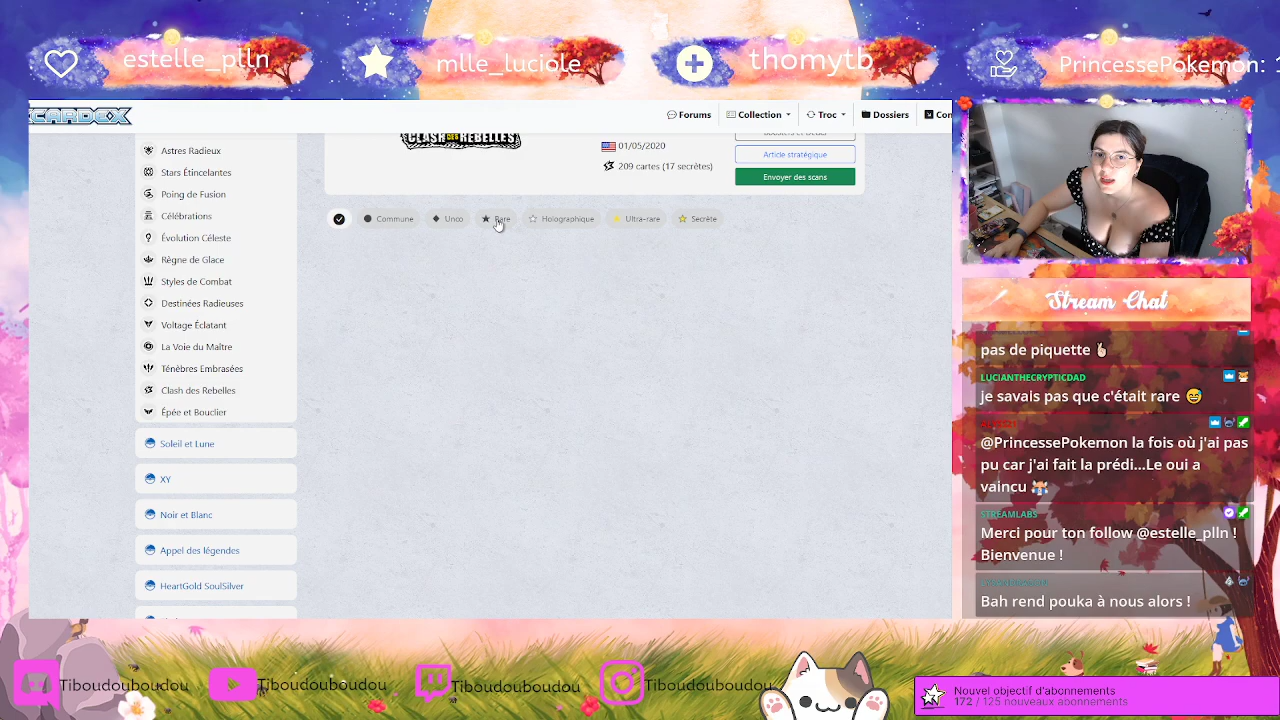 estelle_plln
mlle_luciole
thomytb
PrincessePokemon: 1
CARDEX
Forums
Collection
Troc
Dossiers
Con
CLASH DES REBELLES
01/05/2020
209 cartes (17 secrètes)
Article stratégique
Envoyer des scans
Commune
Unco
Rare
Holographique
Ultra-rare
Secrète
Astres Radieux
Stars Étincelantes
Poing de Fusion
Célébrations
Évolution Céleste
Règne de Glace
Styles de Combat
Destinées Radieuses
Voltage Éclatant
La Voie du Maître
Ténèbres Embrasées
Clash des Rebelles
Épée et Bouclier
Soleil et Lune
XY
Noir et Blanc
Appel des légendes
HeartGold SoulSilver
Stream Chat
pas de piquette
LUCIANTHECRYPTICDAD
je savais pas que c'était rare
@PrincessePokemon la fois où j'ai pas
pu car j'ai fait la prédi...Le oui a
vaincu
STREAMLABS
Merci pour ton follow @estelle_plln !
Bienvenue !
Bah rend pouka à nous alors !
Tiboudouboudou
Tiboudouboudou
Tiboudouboudou
Tiboudouboudou
Nouvel objectif d'abonnements
172 / 125 nouveaux abonnements